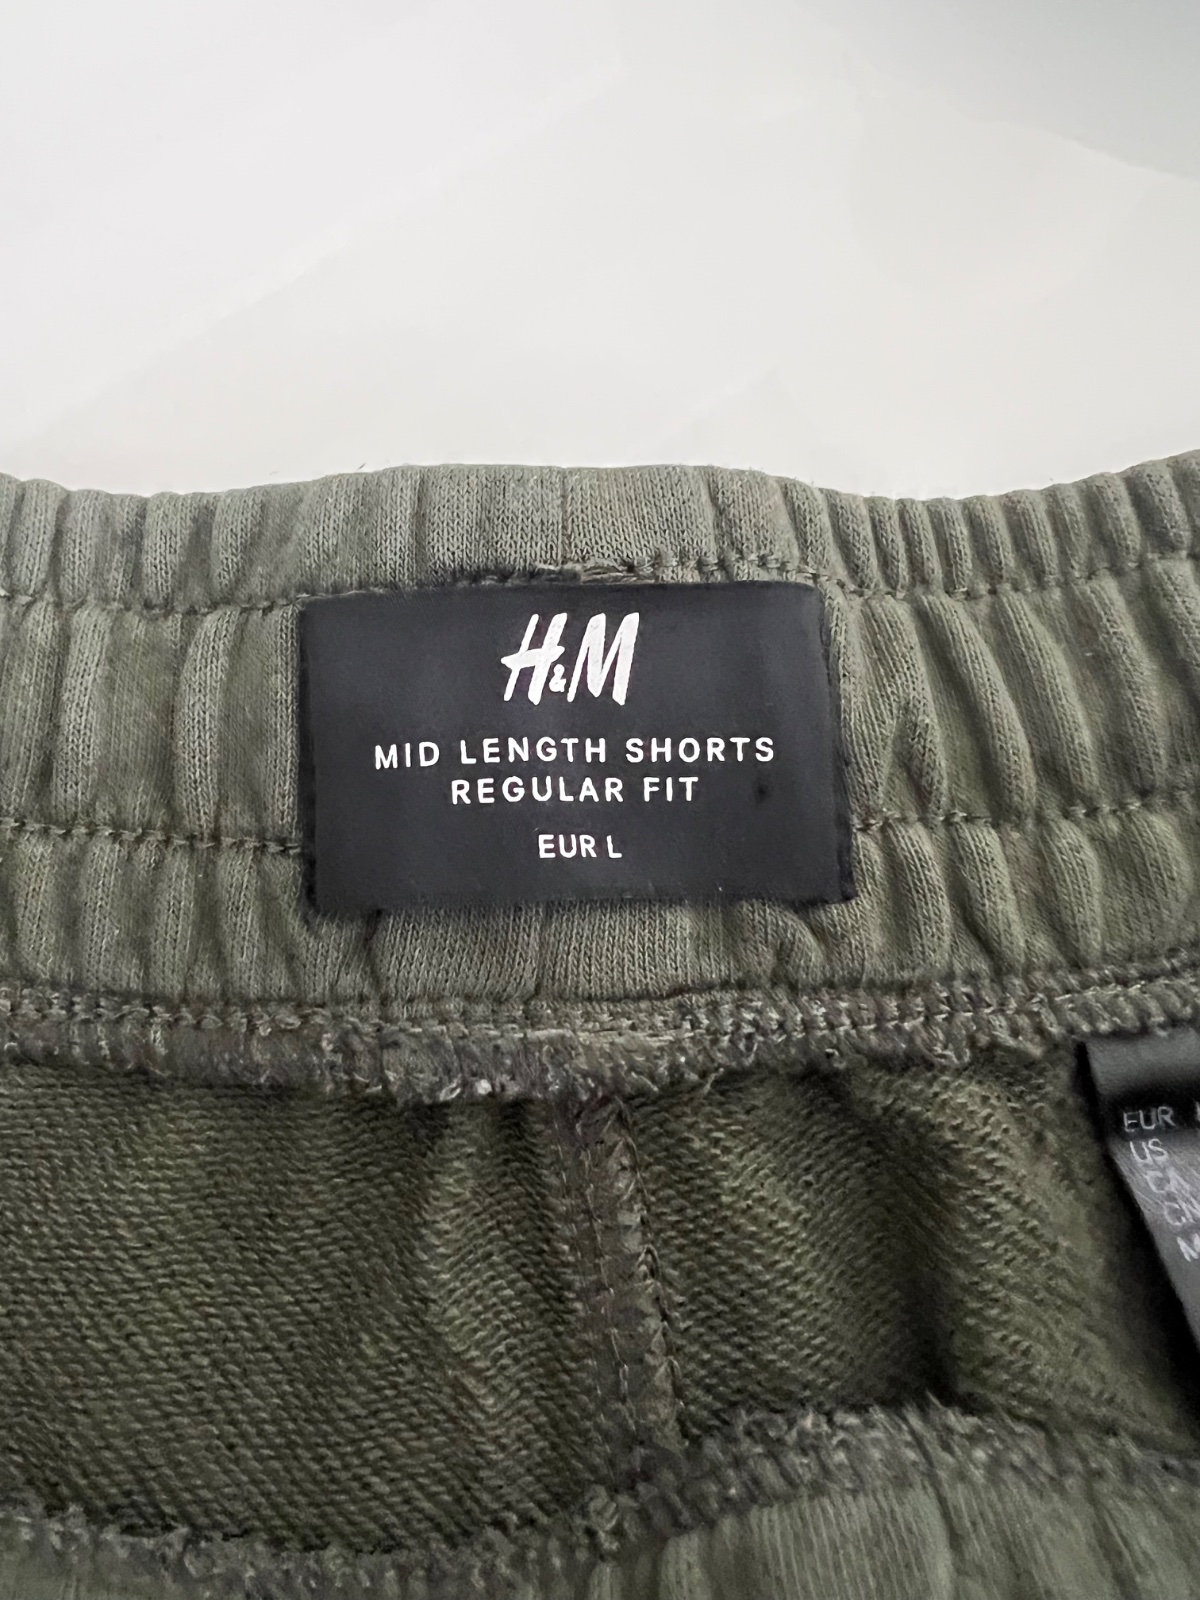 H&M
MID LENGTH SHORTS
REGULAR FIT
EUR L
EUR
US